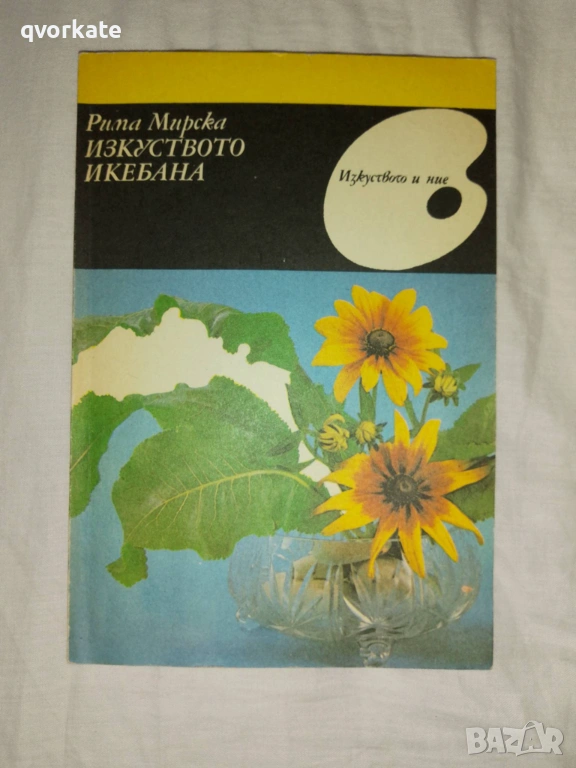 qvorkate
Рима Мирска
ИЗКУСТВОТО
ИКЕБАНА
Изкуството и ние
BAZAR